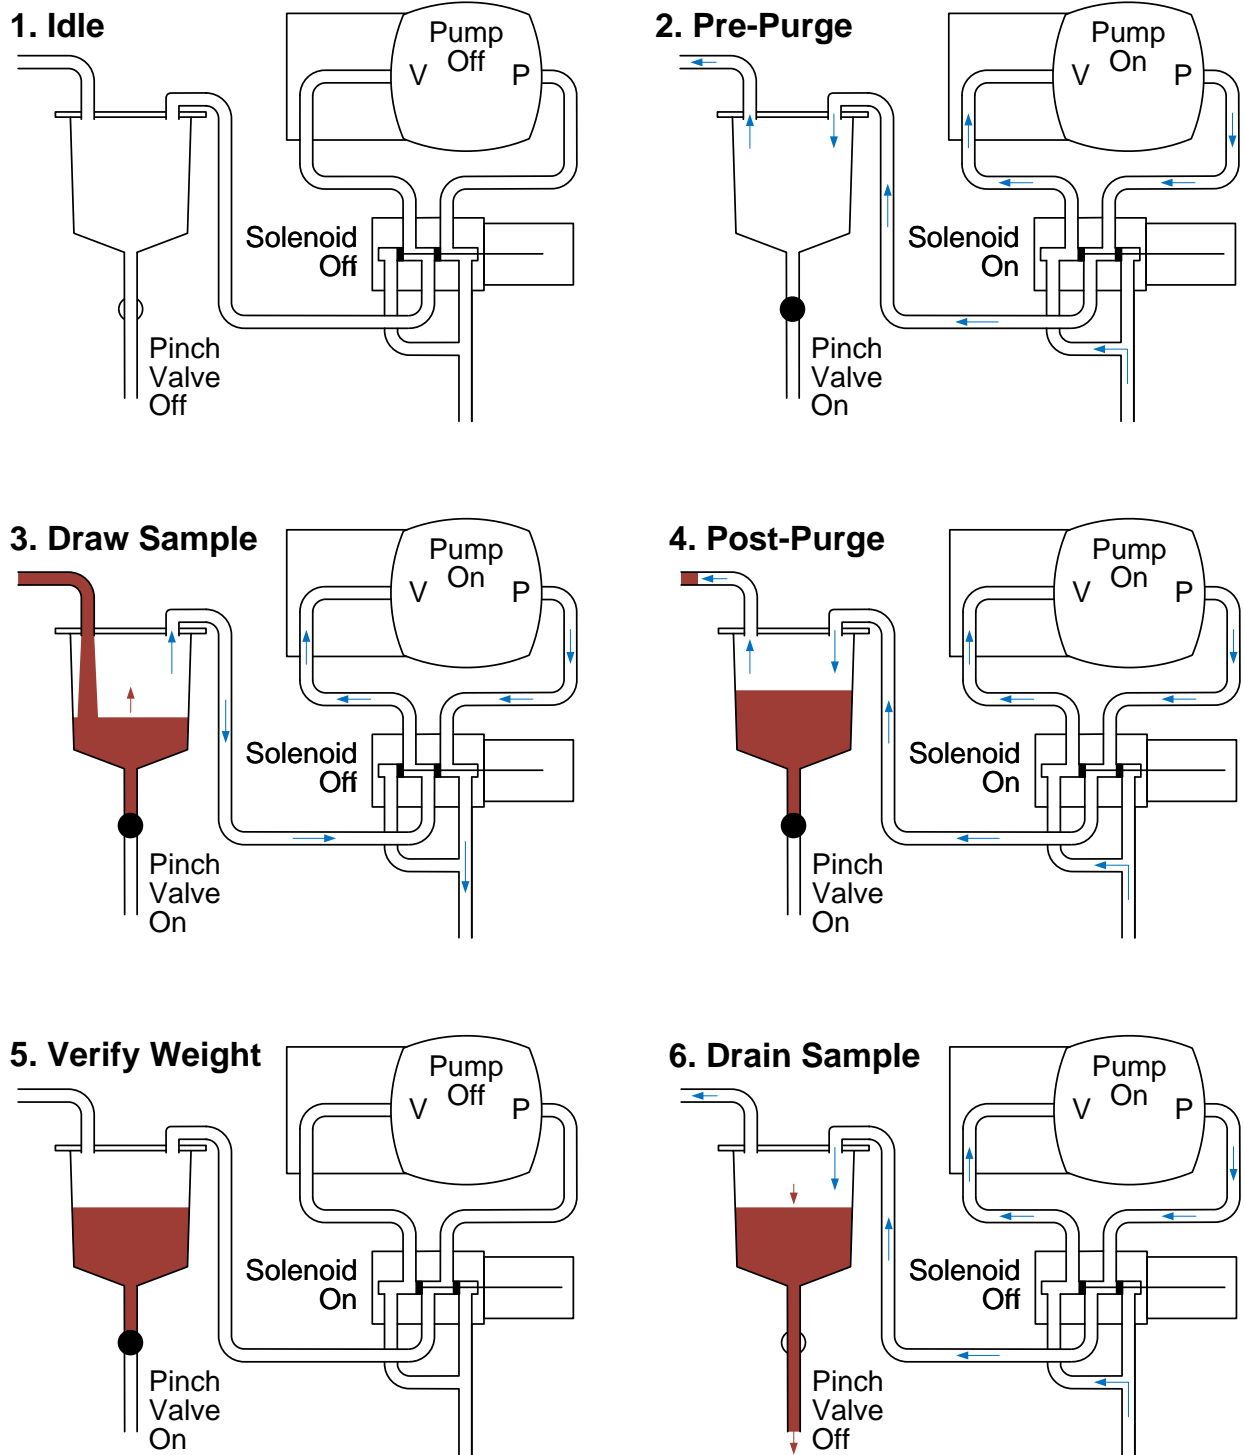 1. Idle
Pump
Off
V
P
Solenoid
Off
Pinch
Valve
Off
2. Pre-Purge
Pump
On
V
P
Solenoid
On
Pinch
Valve
On
3. Draw Sample
Pump
On
V
P
Solenoid
Off
Pinch
Valve
On
4. Post-Purge
Pump
On
V
P
Solenoid
On
Pinch
Valve
On
5. Verify Weight
Pump
Off
V
P
Solenoid
On
Pinch
Valve
On
6. Drain Sample
Pump
On
V
P
Solenoid
Off
Pinch
Valve
Off